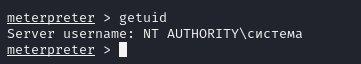 meterpreter > getuid
Server username: NT AUTHORITY\система
meterpreter >